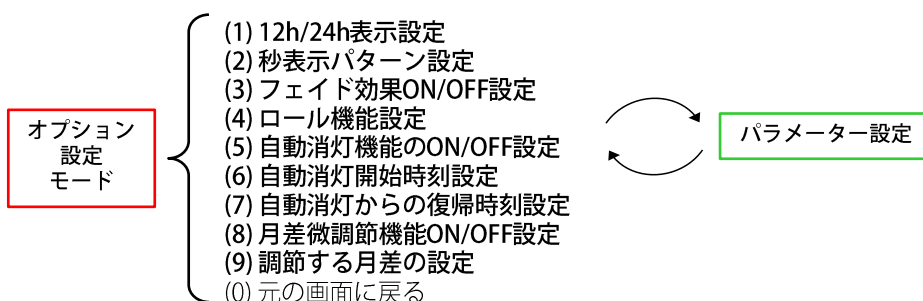 オプション
設定
モード
(1) 12h/24h表示設定
(2) 秒表示パターン設定
(3) フェイド効果ON/OFF設定
(4) ロール機能設定
(5) 自動消灯機能のON/OFF設定
(6) 自動消灯開始時刻設定
(7) 自動消灯からの復帰時刻設定
(8) 月差微調節機能ON/OFF設定
(9) 調節する月差の設定
(0) 元の画面に戻る
パラメーター設定